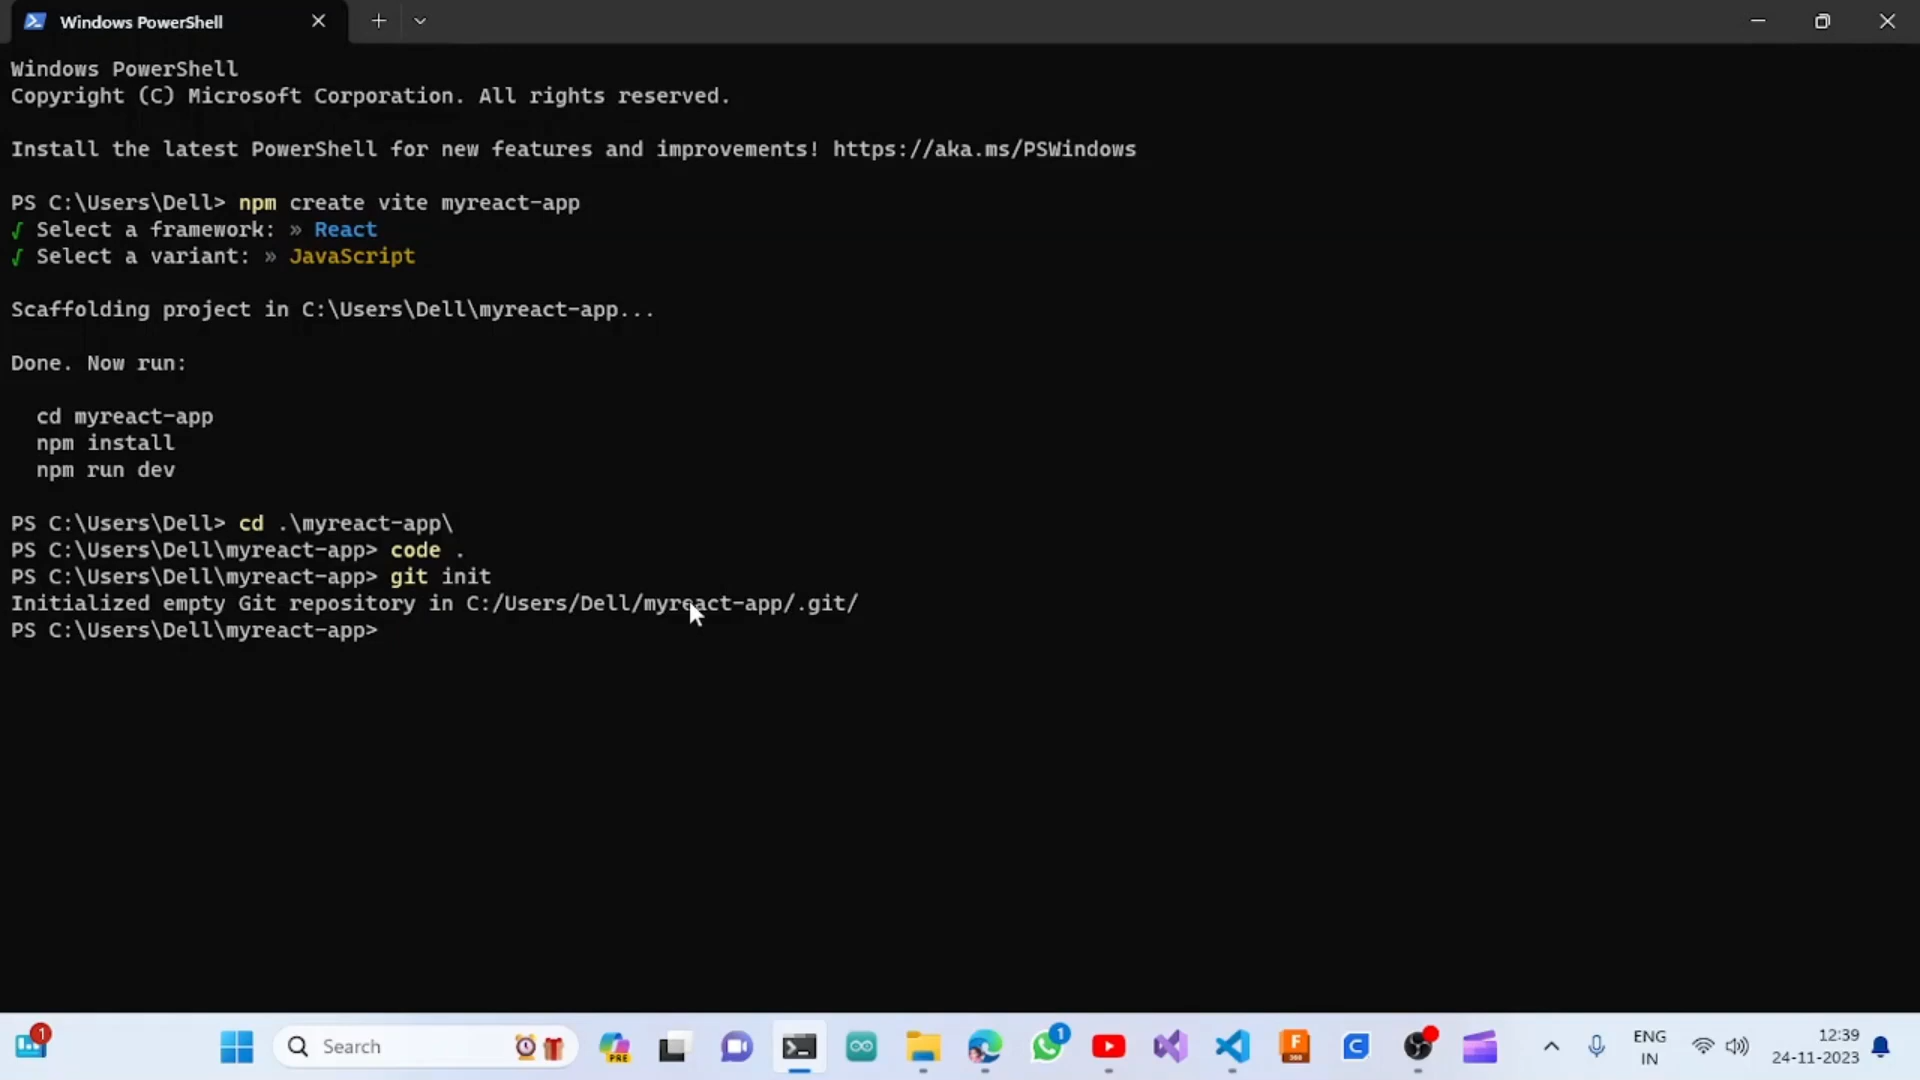 Windows PowerShell
Windows PowerShell
Copyright (C) Microsoft Corporation. All rights reserved.
Install the latest PowerShell for new features and improvements! https://aka.ms/PSWindows
PS C:\Users\Dell> npm create vite myreact-app
√ Select a framework: » React
√ Select a variant: » JavaScript
Scaffolding project in C:\Users\Dell\myreact-app...
Done. Now run:
cd myreact-app
npm install
npm run dev
PS C:\Users\Dell> cd .\myreact-app\
PS C:\Users\Dell\myreact-app> code .
PS C:\Users\Dell\myreact-app> git init
Initialized empty Git repository in C:/Users/Dell/myreact-app/.git/
PS C:\Users\Dell\myreact-app>
1
Search
PRE
1
F
360
C
ENG
IN
12:39
24-11-2023